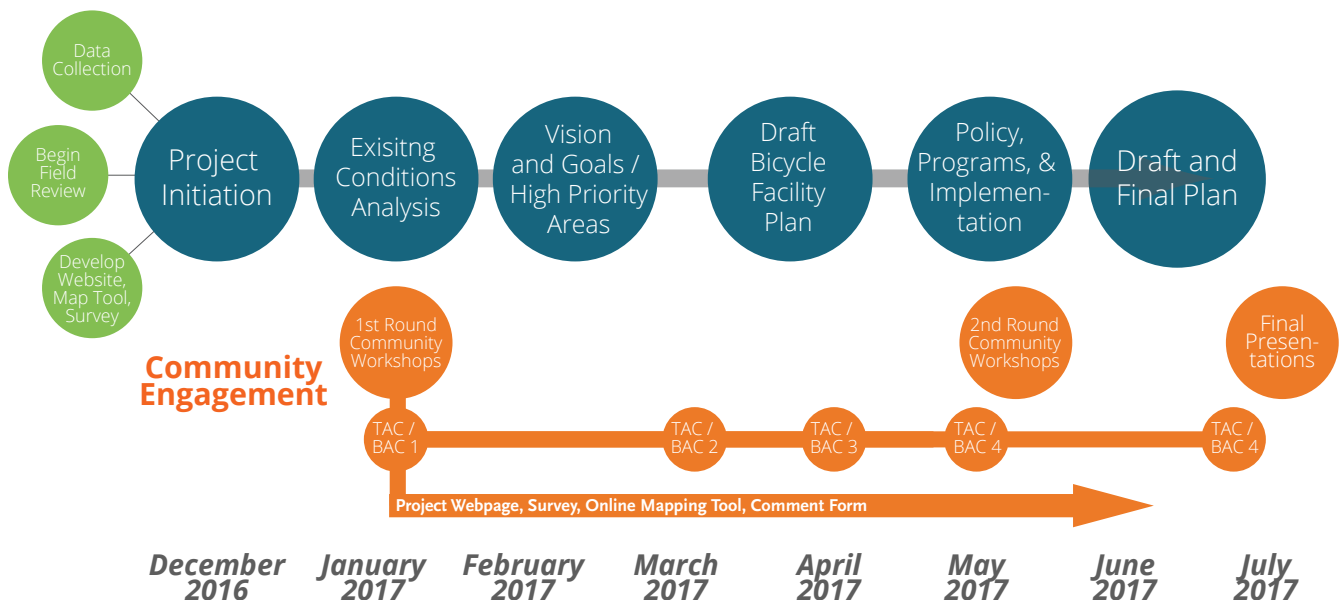 Data
Collection
Begin
Field
Review
Develop
Website,
Map Tool,
Survey
Project
Initiation
Exisitng
Conditions
Analysis
Vision
and Goals /
High Priority
Areas
Draft
Bicycle
Facility
Plan
Policy,
Programs, &
Implemen-
tation
Draft and
Final Plan
Community
Engagement
1st Round
Community
Workshops
2nd Round
Community
Workshops
Final
Presen-
tations
TAC /
BAC 1
TAC /
BAC 2
TAC /
BAC 3
TAC /
BAC 4
TAC /
BAC 4
Project Webpage, Survey, Online Mapping Tool, Comment Form
December
2016
January
2017
February
2017
March
2017
April
2017
May
2017
June
2017
July
2017